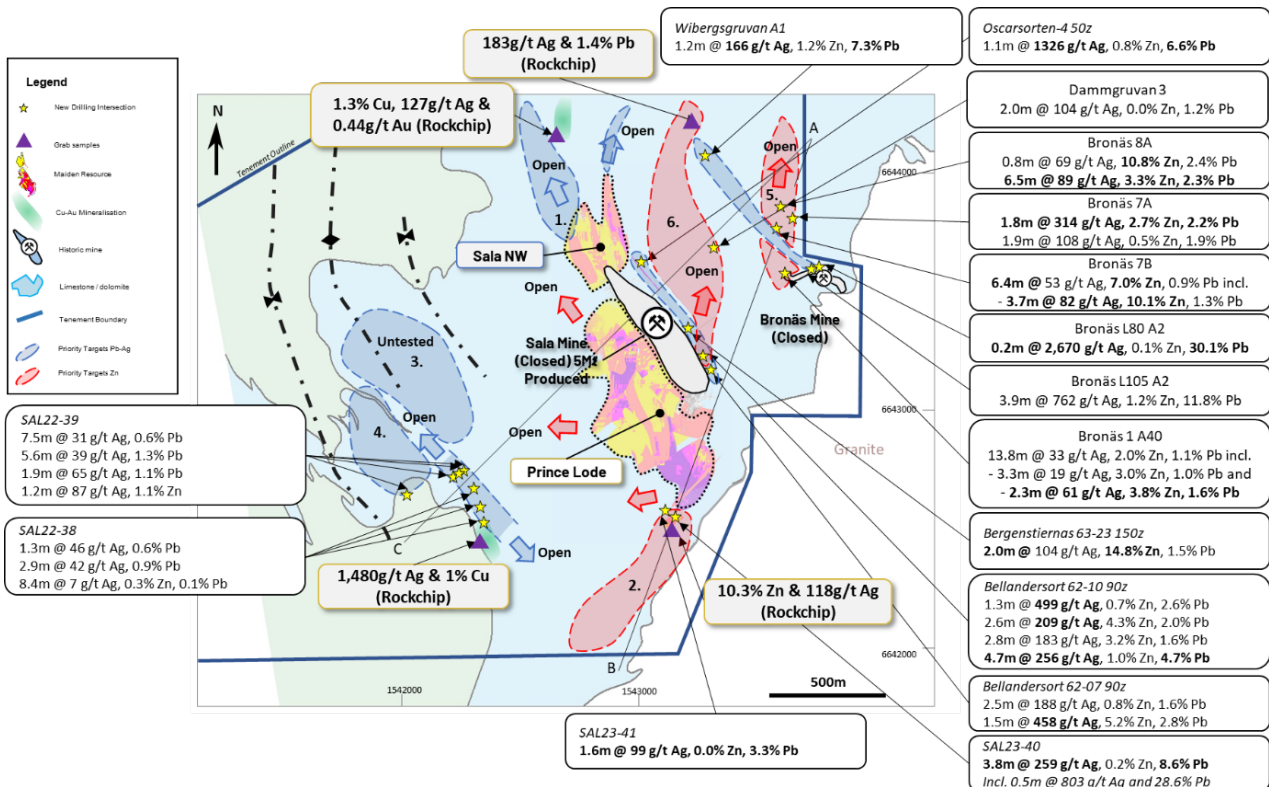 Wibergsgruvan A1
1.2m @ 166 g/t Ag, 1.2% Zn, 7.3% Pb
Oscarsorten-4 50z
1.1m @ 1326 g/t Ag, 0.8% Zn, 6.6% Pb
183g/t Ag & 1.4% Pb
(Rockchip)
1.3% Cu, 127g/t Ag &
0.44g/t Au (Rockchip)
Legend
New Drilling Intersection
Grab samples
Maiden Resource
Cu-Au Mineralisation
Historic mine
Limestone / dolomite
Tenement Boundary
Priority Targets Pb-Ag
Priority Targets Zn
N
Tenement Outline
Open
Open
Open
Open
Open
Open
Open
Open
Open
1.
2.
3.
4.
5.
6.
A
B
C
Sala NW
Untested
Sala Mine
(Closed) 5Mt
Produced
Prince Lode
Bronäs Mine
(Closed)
Granite
6644000
6643000
6642000
1542000
1543000
500m
Dammgruvan 3
2.0m @ 104 g/t Ag, 0.0% Zn, 1.2% Pb
Bronäs 8A
0.8m @ 69 g/t Ag, 10.8% Zn, 2.4% Pb
6.5m @ 89 g/t Ag, 3.3% Zn, 2.3% Pb
Bronäs 7A
1.8m @ 314 g/t Ag, 2.7% Zn, 2.2% Pb
1.9m @ 108 g/t Ag, 0.5% Zn, 1.9% Pb
Bronäs 7B
6.4m @ 53 g/t Ag, 7.0% Zn, 0.9% Pb incl.
- 3.7m @ 82 g/t Ag, 10.1% Zn, 1.3% Pb
Bronäs L80 A2
0.2m @ 2,670 g/t Ag, 0.1% Zn, 30.1% Pb
Bronäs L105 A2
3.9m @ 762 g/t Ag, 1.2% Zn, 11.8% Pb
Bronäs 1 A40
13.8m @ 33 g/t Ag, 2.0% Zn, 1.1% Pb incl.
- 3.3m @ 19 g/t Ag, 3.0% Zn, 1.0% Pb and
- 2.3m @ 61 g/t Ag, 3.8% Zn, 1.6% Pb
Bergenstiernas 63-23 150z
2.0m @ 104 g/t Ag, 14.8% Zn, 1.5% Pb
Bellandersort 62-10 90z
1.3m @ 499 g/t Ag, 0.7% Zn, 2.6% Pb
2.6m @ 209 g/t Ag, 4.3% Zn, 2.0% Pb
2.8m @ 183 g/t Ag, 3.2% Zn, 1.6% Pb
4.7m @ 256 g/t Ag, 1.0% Zn, 4.7% Pb
Bellandersort 62-07 90z
2.5m @ 188 g/t Ag, 0.8% Zn, 1.6% Pb
1.5m @ 458 g/t Ag, 5.2% Zn, 2.8% Pb
SAL23-40
3.8m @ 259 g/t Ag, 0.2% Zn, 8.6% Pb
Incl. 0.5m @ 803 g/t Ag and 28.6% Pb
SAL22-39
7.5m @ 31 g/t Ag, 0.6% Pb
5.6m @ 39 g/t Ag, 1.3% Pb
1.9m @ 65 g/t Ag, 1.1% Pb
1.2m @ 87 g/t Ag, 1.1% Zn
SAL22-38
1.3m @ 46 g/t Ag, 0.6% Pb
2.9m @ 42 g/t Ag, 0.9% Pb
8.4m @ 7 g/t Ag, 0.3% Zn, 0.1% Pb
1,480g/t Ag & 1% Cu
(Rockchip)
10.3% Zn & 118g/t Ag
(Rockchip)
SAL23-41
1.6m @ 99 g/t Ag, 0.0% Zn, 3.3% Pb